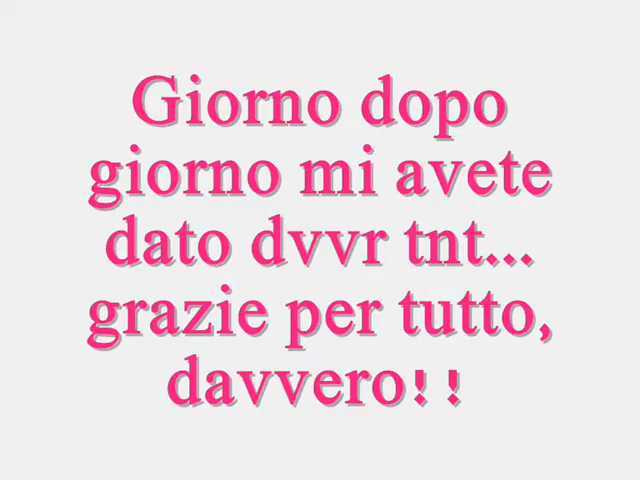 Giorno dopo
giorno mi avete
dato dvvr tnt...
grazie per tutto,
davvero!!